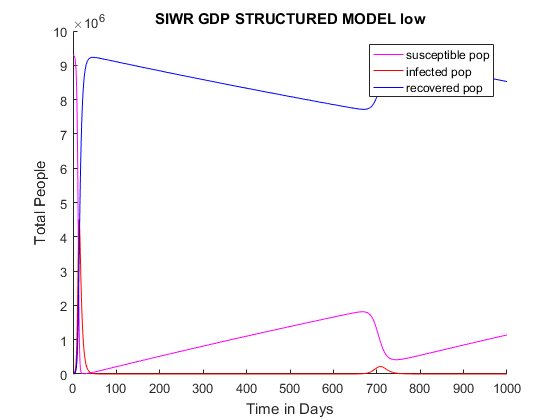 SIWR GDP STRUCTURED MODEL low
×10^6
10
9
8
7
6
5
4
3
2
1
0
Total People
susceptible pop
infected pop
recovered pop
0 100 200 300 400 500 600 700 800 900 1000
Time in Days